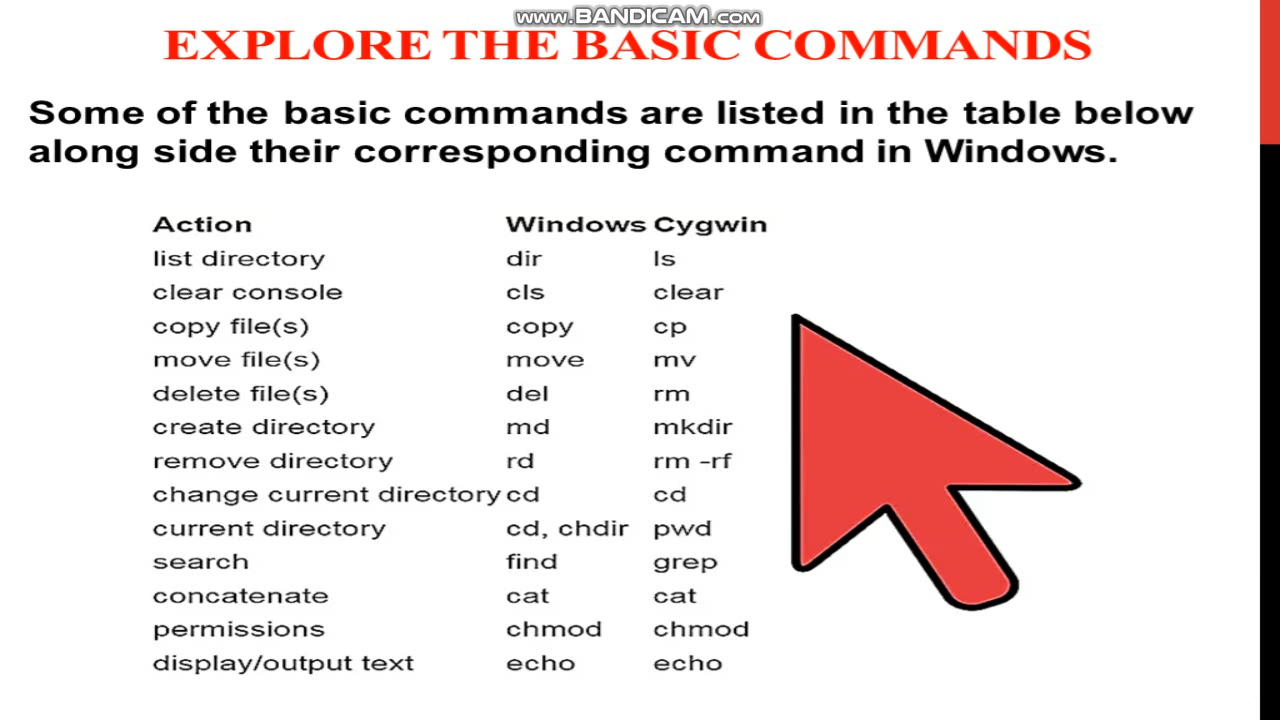 www.BANDICAM.com
EXPLORE THE BASIC COMMANDS
Some of the basic commands are listed in the table below
along side their corresponding command in Windows.
Action Windows Cygwin
list directory dir ls
clear console cls clear
copy file(s) copy cp
move file(s) move mv
delete file(s) del rm
create directory md mkdir
remove directory rd rm -rf
change current directory cd cd
current directory cd, chdir pwd
search find grep
concatenate cat cat
permissions chmod chmod
display/output text echo echo